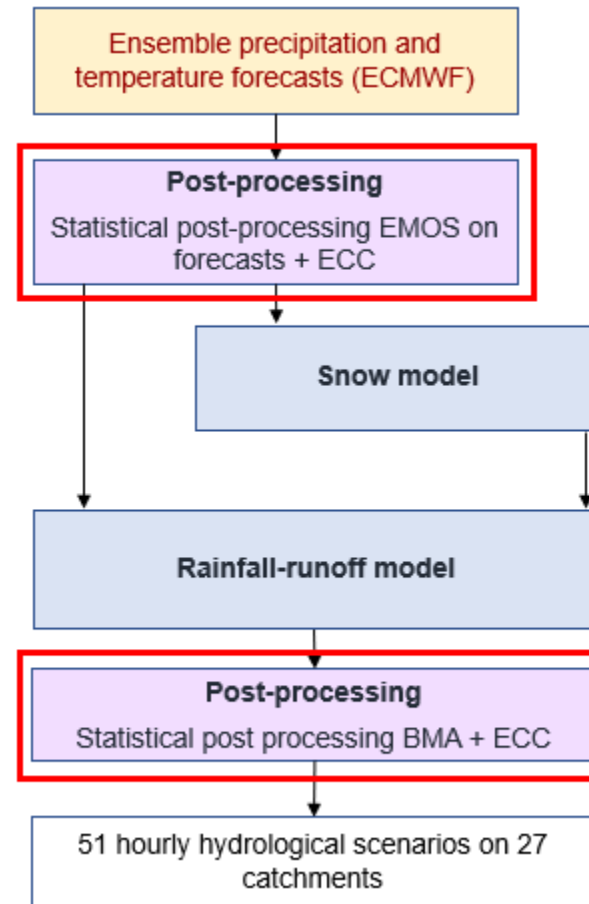 Ensemble precipitation and
temperature forecasts (ECMWF)
Post-processing
Statistical post-processing EMOS on
forecasts + ECC
Snow model
Rainfall-runoff model
Post-processing
Statistical post processing BMA + ECC
51 hourly hydrological scenarios on 27
catchments